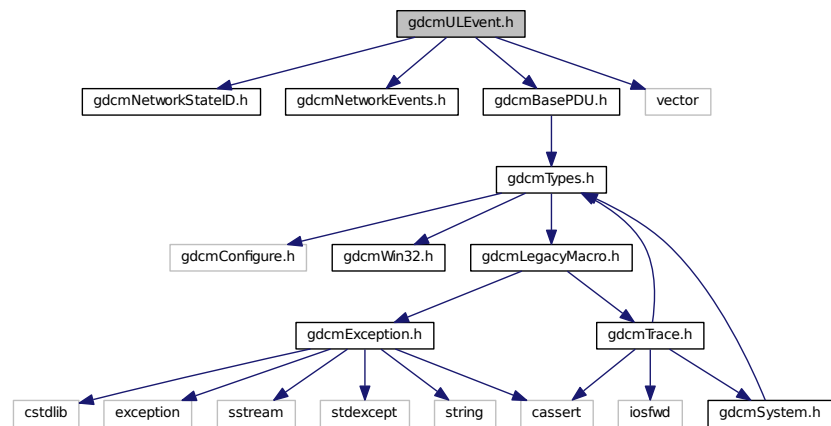 gdcmULEvent.h
gdcmNetworkStateID.h
gdcmNetworkEvents.h
gdcmBasePDU.h
vector
gdcmTypes.h
gdcmConfigure.h
gdcmWin32.h
gdcmLegacyMacro.h
gdcmException.h
gdcmTrace.h
cstdlib
exception
sstream
stdexcept
string
cassert
iosfwd
gdcmSystem.h